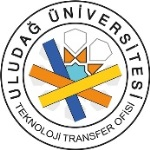 ULUDAĞ ÜNİVERSİTESİ
TEKNOLOJİ TRANSFER OFİSİ